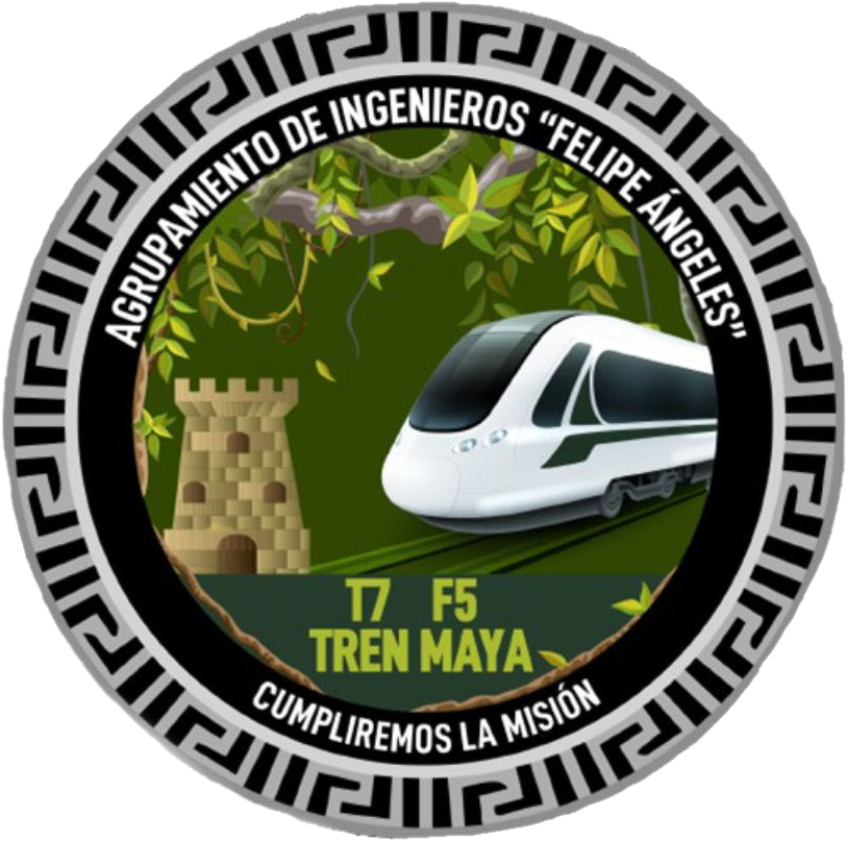 AGRUPAMIENTO DE INGENIEROS “FELIPE ÁNGELES”
T7 F5
TREN MAYA
CUMPLIREMOS LA MISIÓN